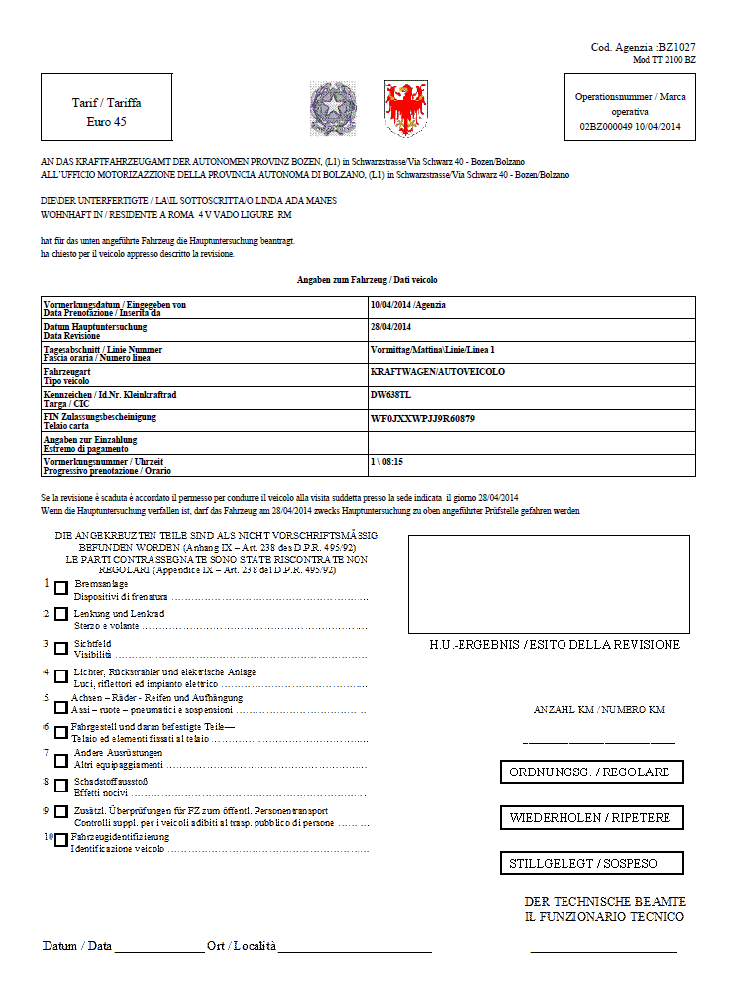 Cod. Agenzia :BZ1027
Mod TT 2100 BZ
Tarif / Tariffa
Euro 45
Operationsnummer / Marca
operativa
02BZ000049 10/04/2014
AN DAS KRAFTFAHRZEUGAMT DER AUTONOMEN PROVINZ BOZEN, (L1) in Schwarzstrasse/Via Schwarz 40 - Bozen/Bolzano
ALL'UFFICIO MOTORIZAZZIONE DELLA PROVINCIA AUTONOMA DI BOLZANO, (L1) in Schwarzstrasse/Via Schwarz 40 - Bozen/Bolzano
DIE\DER UNTERFERTIGTE / LA\IL SOTTOSCRITTA/O LINDA ADA MANES
WOHNHAFT IN / RESIDENTE A ROMA 4 V VADO LIGURE RM
hat für das unten angeführte Fahrzeug die Hauptuntersuchung beantragt.
ha chiesto per il veicolo appresso descritto la revisione.
Angaben zum Fahrzeug / Dati veicolo
Vormerkungsdatum / Eingegeben von
Data Prenotazione / Inserita da
10/04/2014 /Agenzia
Datum Hauptuntersuchung
Data Revisione
28/04/2014
Tagesabschnitt / Linie Nummer
Fascia oraria / Numero linea
Vormittag/Mattina\Linie/Linea 1
Fahrzeugart
Tipo veicolo
KRAFTWAGEN/AUTOVEICOLO
Kennzeichen / Id.Nr. Kleinkraftrad
Targa / CIC
DW638TL
FIN Zulassungsbescheinigung
Telaio carta
WF0JXXWPJJ9R60879
Angaben zur Einzahlung
Estremo di pagamento
Vormerkungsnummer / Uhrzeit
Progressivo prenotazione / Orario
1 \ 08:15
Se la revisione è scaduta è accordato il permesso per condurre il veicolo alla visita suddetta presso la sede indicata il giorno 28/04/2014
Wenn die Hauptuntersuchung verfallen ist, darf das Fahrzeug am 28/04/2014 zwecks Hauptuntersuchung zu oben angeführter Prüfstelle gefahren werden
DIE ANGEKREUZTEN TEILE SIND ALS NICHT VORSCHRIFTSMÄSSIG
BEFUNDEN WORDEN (Anhang IX – Art. 238 des D.P.R. 495/92)
LE PARTI CONTRASSEGNATE SONO STATE RISCONTRATE NON
REGOLARI (Appendice IX – Art. 238 del D.P.R. 495/92)
1 Bremsanlage
Dispositivi di frenatura ……………………………………………………
2 Lenkung und Lenkrad
Sterzo e volante ……………………………………………………………
3 Sichtfeld
Visibilità ……………………………………………………………………
4 Lichter, Rückstrahler und elektrische Anlage
Luci, riflettori ed impianto elettrico ………………………………………
5 Achsen – Räder - Reifen und Aufhängung
Assi – ruote – pneumatici e sospensioni …………………………………
6 Fahrgestell und daran befestigte Teile—
Telaio ed elementi fissati al telaio …………………………………………
7 Andere Ausrüstungen
Altri equipaggiamenti ………………………………………………………
8 Schadstoffausstoß
Effetti nocivi ………………………………………………………………
9 Zusätzl. Überprüfungen für FZ zum öffentl. Personentransport
Controlli suppl. per i veicoli adibiti al trasp. pubblico di persone ………
10 Fahrzeugidentifizierung
Identificazione veicolo ……………………………………………………
H.U.-ERGEBNIS / ESITO DELLA REVISIONE
ANZAHL KM / NUMERO KM
__________________________
ORDNUNGSG. / REGOLARE
WIEDERHOLEN / RIPETERE
STILLGELEGT / SOSPESO
DER TECHNISCHE BEAMTE
IL FUNZIONARIO TECNICO
Datum / Data _______________ Ort / Località __________________________ _________________________